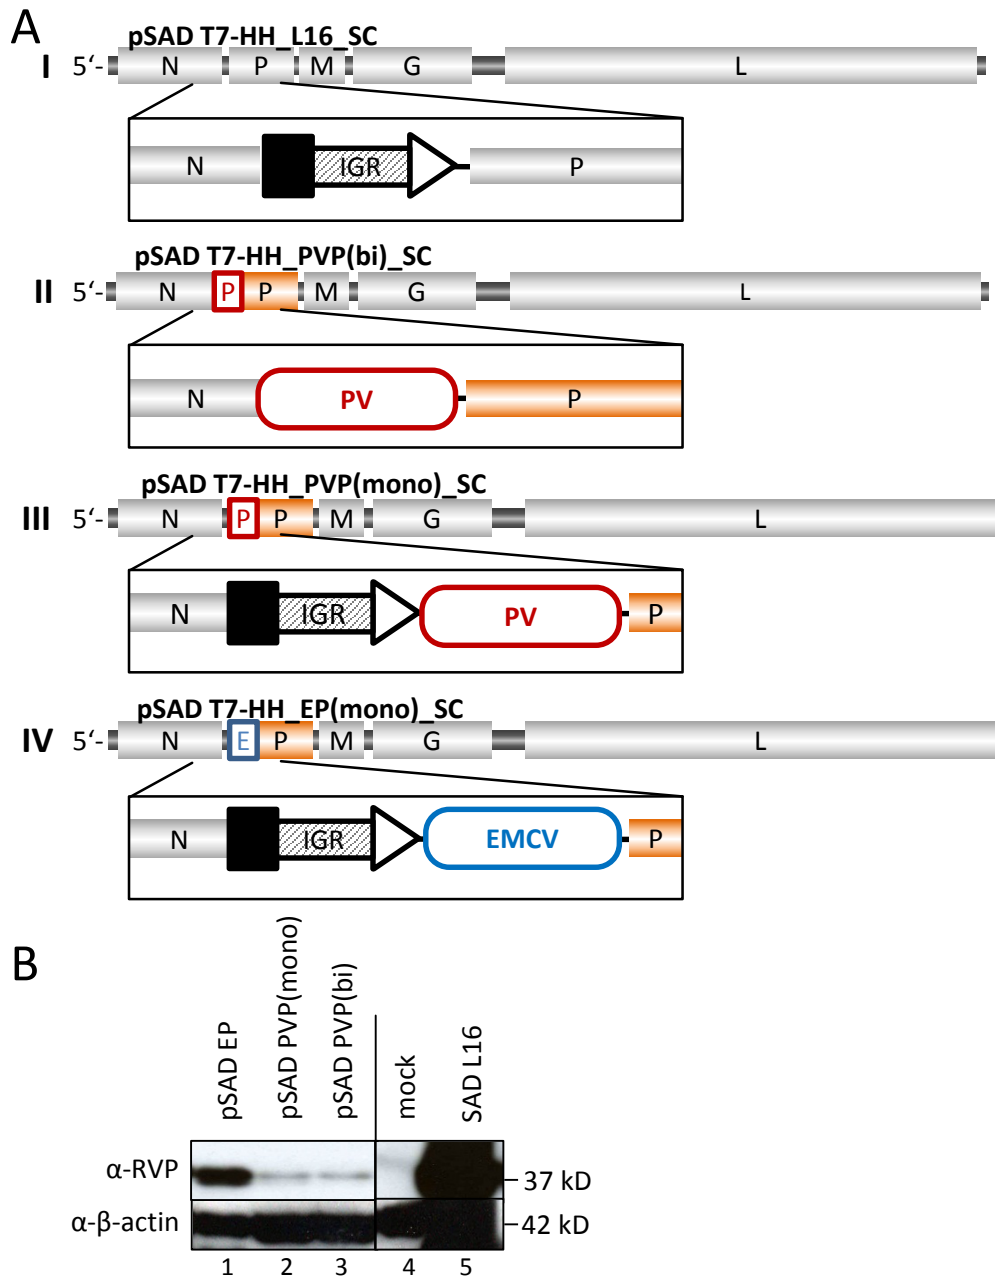 A
pSAD T7-HH_L16_SC
I 5‘- N P M G L
N IGR P
pSAD T7-HH_PVP(bi)_SC
II 5‘- N P P M G L
N PV P
pSAD T7-HH_PVP(mono)_SC
III 5‘- N P P M G L
N IGR PV P
pSAD T7-HH_EP(mono)_SC
IV 5‘- N E P M G L
N IGR EMCV P
B
pSAD EP
pSAD PVP(mono)
pSAD PVP(bi)
mock
SAD L16
α-RVP 37 kD
α-β-actin 42 kD
1 2 3 4 5